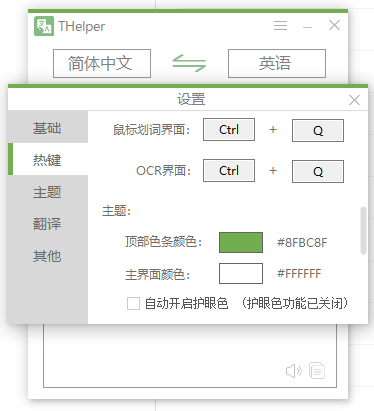 THelper
简体中文
英语
设置
基础
热键
主题
翻译
其他
鼠标划词界面： Ctrl + Q
OCR界面： Ctrl + Q
主题：
顶部色条颜色： #8FBC8F
主界面颜色： #FFFFFF
自动开启护眼色 （护眼色功能已关闭）